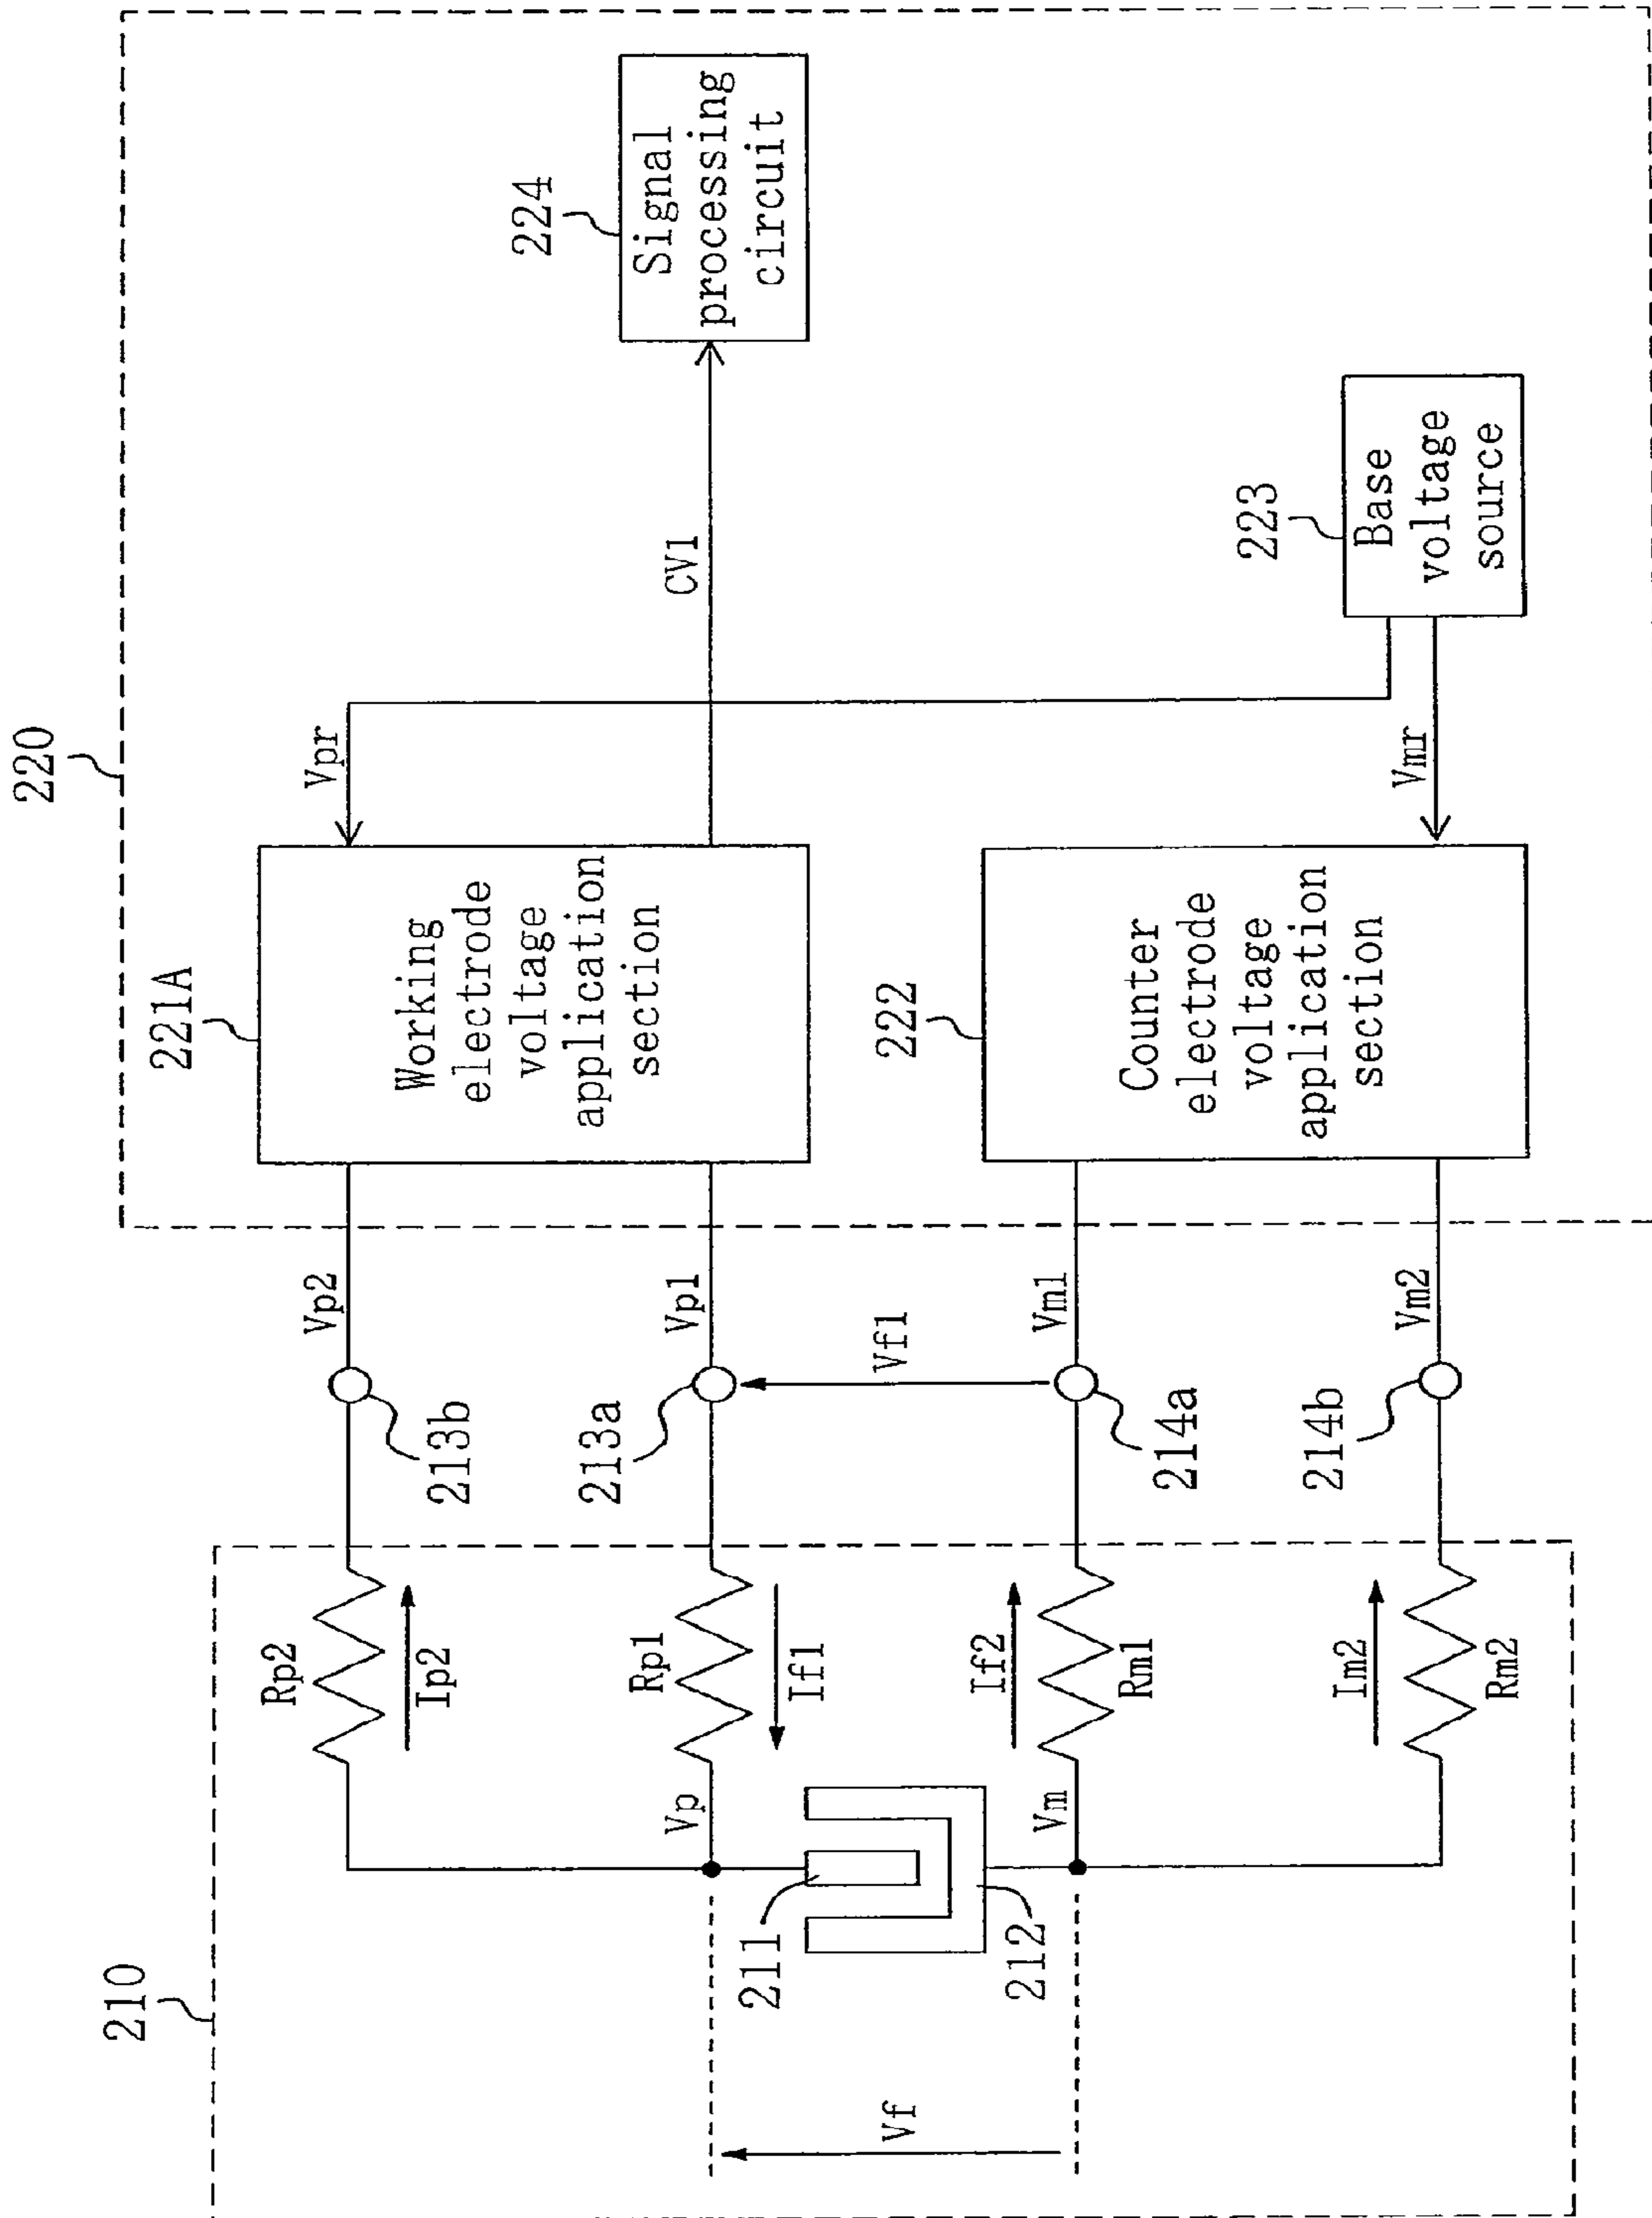 220
224
Signal
processing
circuit
CV1
223
Base
voltage
source
Vpr
Vmr
221A
Working
electrode
voltage
application
section
222
Counter
electrode
voltage
application
section
Vp2
Vp1
Vm1
Vm2
213b
213a
Vf1
214a
214b
210
Rp2
Ip2
Rp1
If1
If2
Rm1
Im2
Rm2
Vp
Vm
211
212
Vf